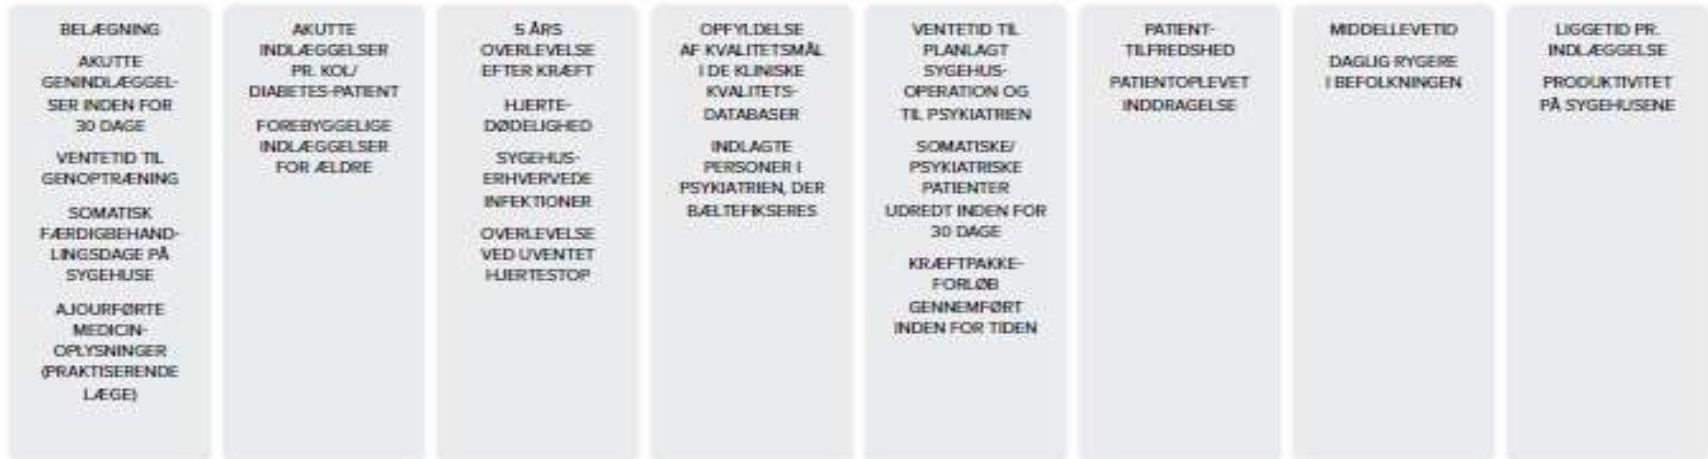 BELÆGNING
AKUTTE
GENINDLÆGGEL-
SER INDEN FOR
30 DAGE
VENTETID TIL
GENOPTRÆNING
SOMATISK
FÆRDIGBEHAND-
LINGSDAGE PÅ
SYGEHUSE
AJOURFØRTE
MEDICIN-
OPLYSNINGER
(PRAKTISERENDE
LÆGE)
AKUTTE
INDLÆGGELSER
PR. KOL/
DIABETES-PATIENT
FOREBYGGELIGE
INDLÆGGELSER
FOR ÆLDRE
5 ÅRS
OVERLEVELSE
EFTER KRÆFT
HJERTE-
DØDELIGHED
SYGEHUS-
ERHVERVEDE
INFEKTIONER
OVERLEVELSE
VED UVENTET
HJERTESTOP
OPFYLDELSE
AF KVALITETSMÅL
I DE KLINISKE
KVALITETS-
DATABASER
INDLAGTE
PERSONER I
PSYKIATRIEN, DER
BÆLTEFIKSERES
VENTETID TIL
PLANLAGT
SYGEHUS-
OPERATION OG
TIL PSYKIATRIEN
SOMATISKE/
PSYKIATRISKE
PATIENTER
UDREDT INDEN FOR
30 DAGE
KRÆFTPAKKE-
FORLØB
GENNEMFØRT
INDEN FOR TIDEN
PATIENT-
TILFREDSHED
PATIENTOPLEVET
INDDRAGELSE
MIDDELLEVETID
DAGLIG RYGERE
I BEFOLKNINGEN
LIGGETID PR.
INDLÆGGELSE
PRODUKTIVITET
PÅ SYGEHUSENE